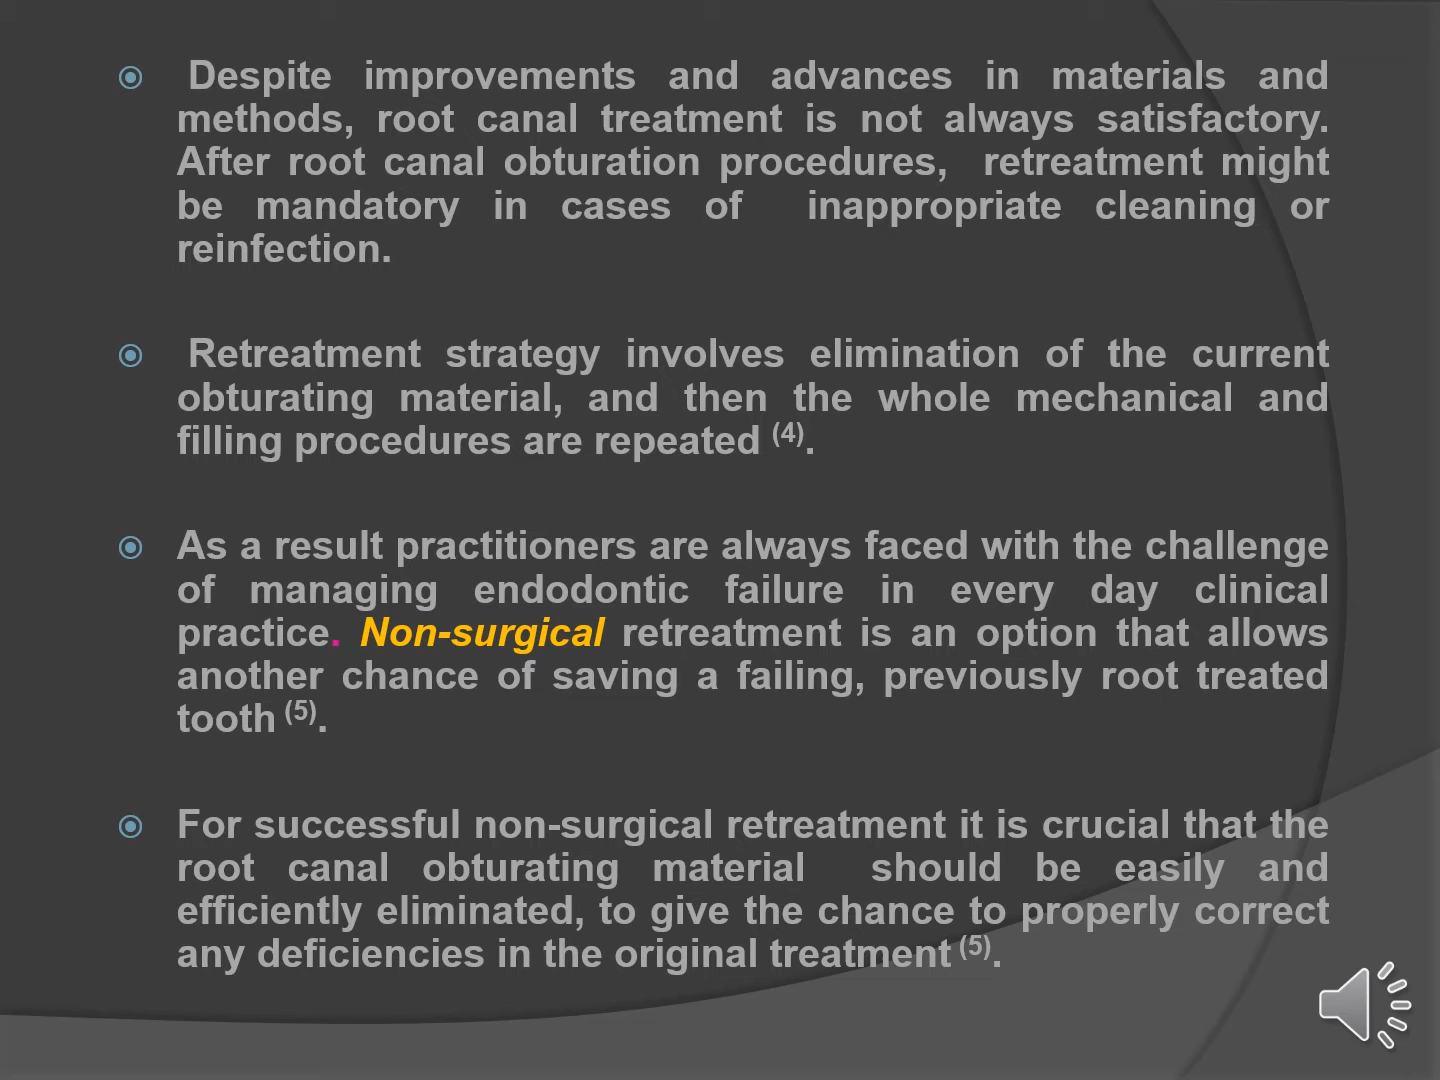 Despite improvements and advances in materials and
methods, root canal treatment is not always satisfactory.
After root canal obturation procedures, retreatment might
be mandatory in cases of inappropriate cleaning or
reinfection.
Retreatment strategy involves elimination of the current
obturating material, and then the whole mechanical and
filling procedures are repeated (4).
As a result practitioners are always faced with the challenge
of managing endodontic failure in every day clinical
practice. Non-surgical retreatment is an option that allows
another chance of saving a failing, previously root treated
tooth (5).
For successful non-surgical retreatment it is crucial that the
root canal obturating material should be easily and
efficiently eliminated, to give the chance to properly correct
any deficiencies in the original treatment (5).